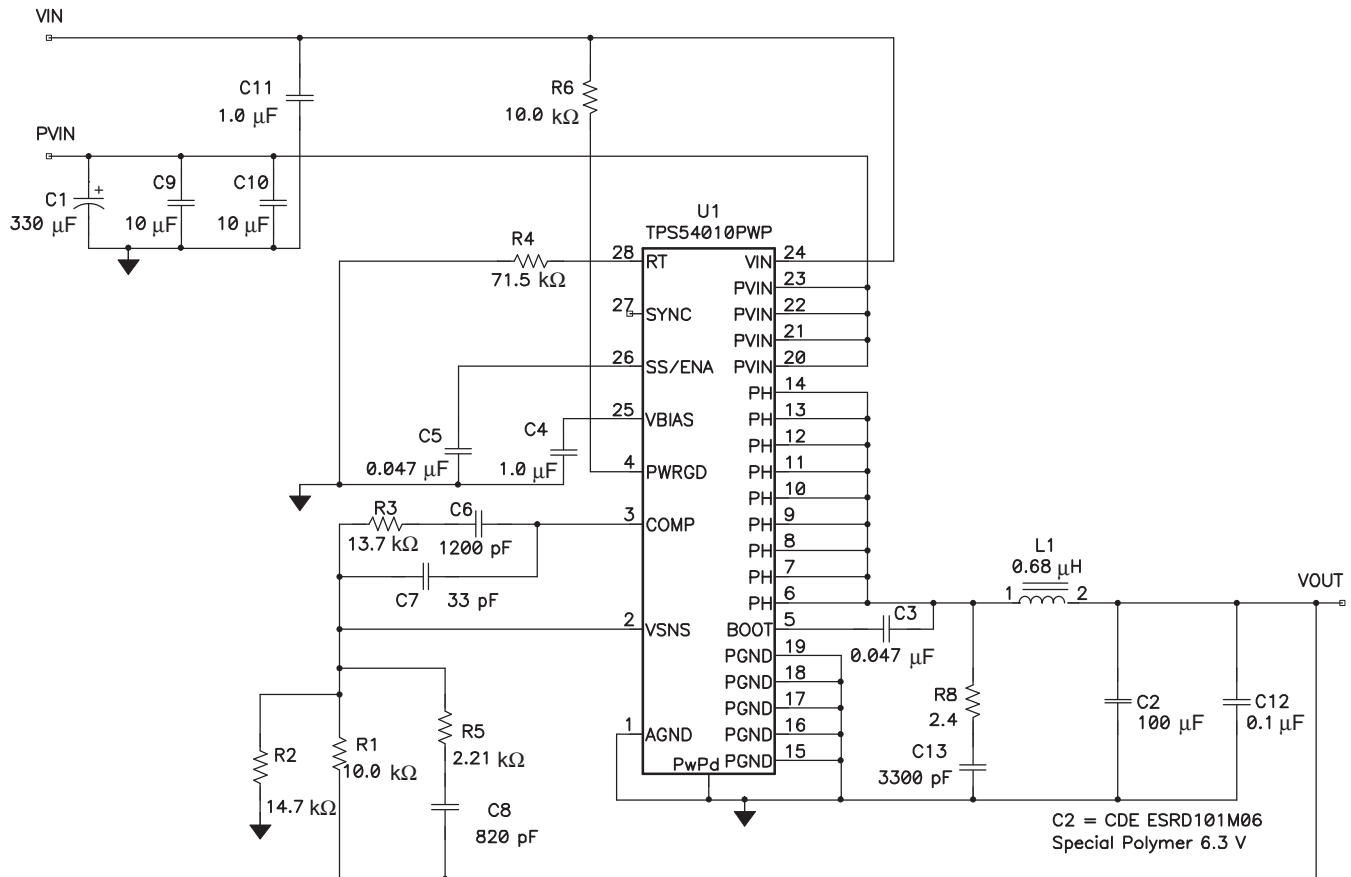 VIN
C11
1.0 μF
R6
10.0 kΩ
PVIN
C1
+
330 μF
C9
10 μF
C10
10 μF
U1
TPS54010PWP
R4
71.5 kΩ
28
RT
27
SYNC
26
SS/ENA
25
VBIAS
4
PWRGD
3
COMP
2
VSNS
1
AGND
PwPd
VIN
24
PVIN
23
PVIN
22
PVIN
21
PVIN
20
PH
14
PH
13
PH
12
PH
11
PH
10
PH
9
PH
8
PH
7
PH
6
BOOT
5
PGND
19
PGND
18
PGND
17
PGND
16
PGND
15
C5
0.047 μF
C4
1.0 μF
R3
13.7 kΩ
C6
1200 pF
C7
33 pF
R2
14.7 kΩ
R1
10.0 kΩ
R5
2.21 kΩ
C8
820 pF
C3
0.047 μF
L1
0.68 μH
1
2
VOUT
R8
2.4
C13
3300 pF
C2
100 μF
C12
0.1 μF
C2 = CDE ESRD101M06
Special Polymer 6.3 V